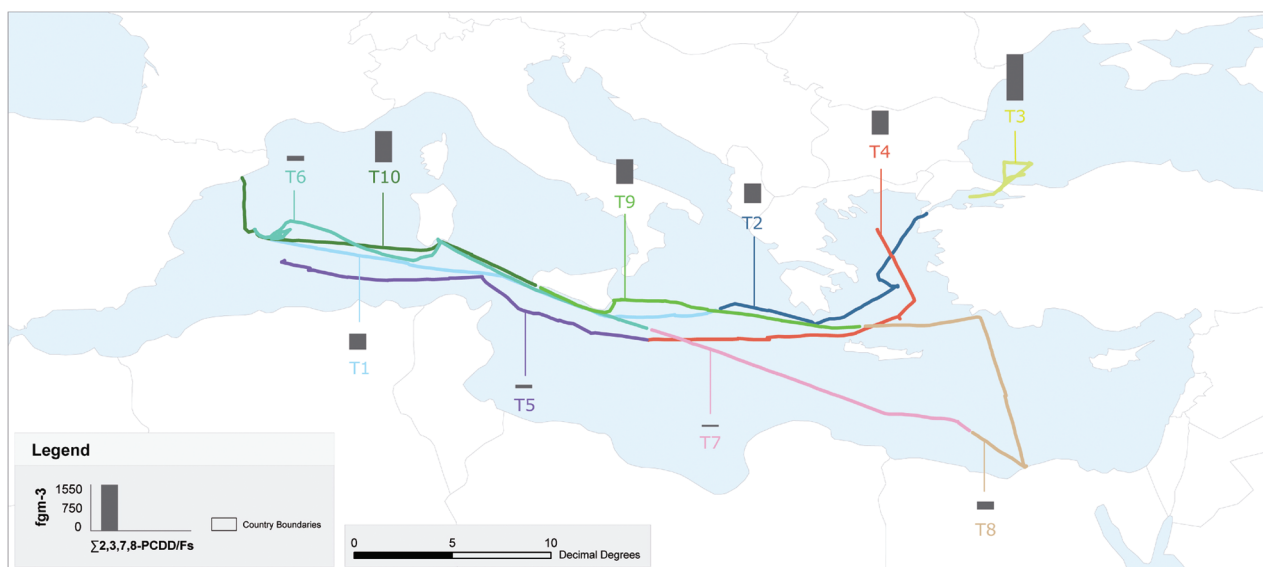 T3
T4
T6
T10
T9
T2
T1
T5
T7
T8
Legend
fgm-3
1550
750
0
∑2,3,7,8-PCDD/Fs
Country Boundaries
0 5 10
Decimal Degrees